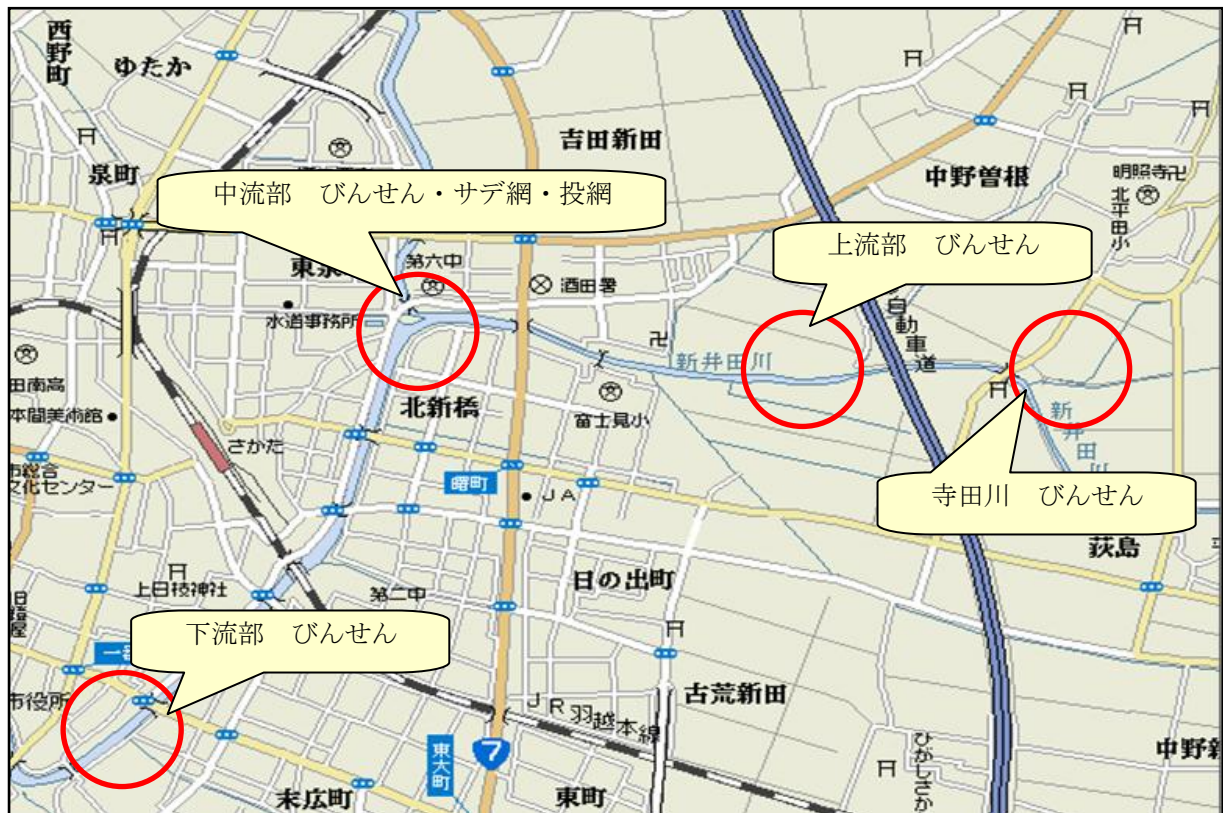 西野町
ゆたか
吉田新田
泉町
中野曽根
明照寺卍
北平田小
中流部 びんせん・サデ網・投網
上流部 びんせん
東泉
第六中
酒田署
水道事務所
卍
新井田川
自動車道
田南高
本間美術館
北新橋
富士見小
新井田川
さかた
市総合
文化センター
曙町
JA
寺田川 びんせん
荻島
上日枝神社
第二中
日の出町
下流部 びんせん
一番
市役所
古荒新田
JR羽越本線
東大町
7
ひがしさか
中野新
末広町
東町